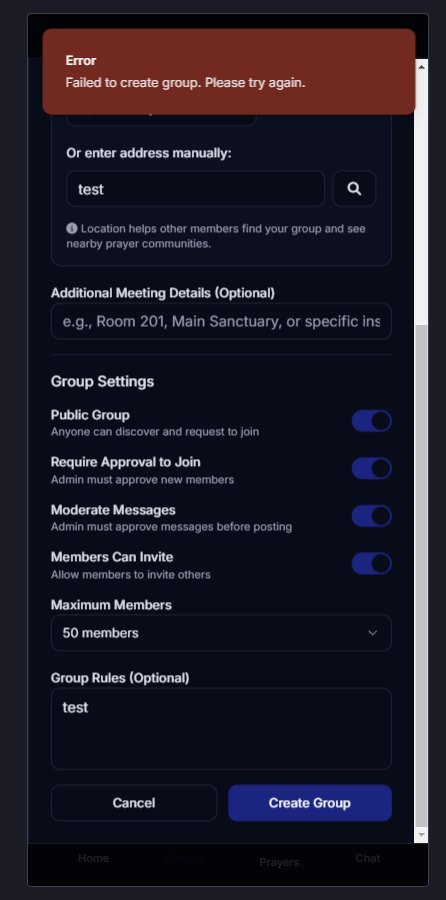 Error
Failed to create group. Please try again.
Or enter address manually:
test
Location helps other members find your group and see
nearby prayer communities.
Additional Meeting Details (Optional)
e.g., Room 201, Main Sanctuary, or specific ins
Group Settings
Public Group
Anyone can discover and request to join
Require Approval to Join
Admin must approve new members
Moderate Messages
Admin must approve messages before posting
Members Can Invite
Allow members to invite others
Maximum Members
50 members
Group Rules (Optional)
test
Cancel Create Group
Home Prayers Chat